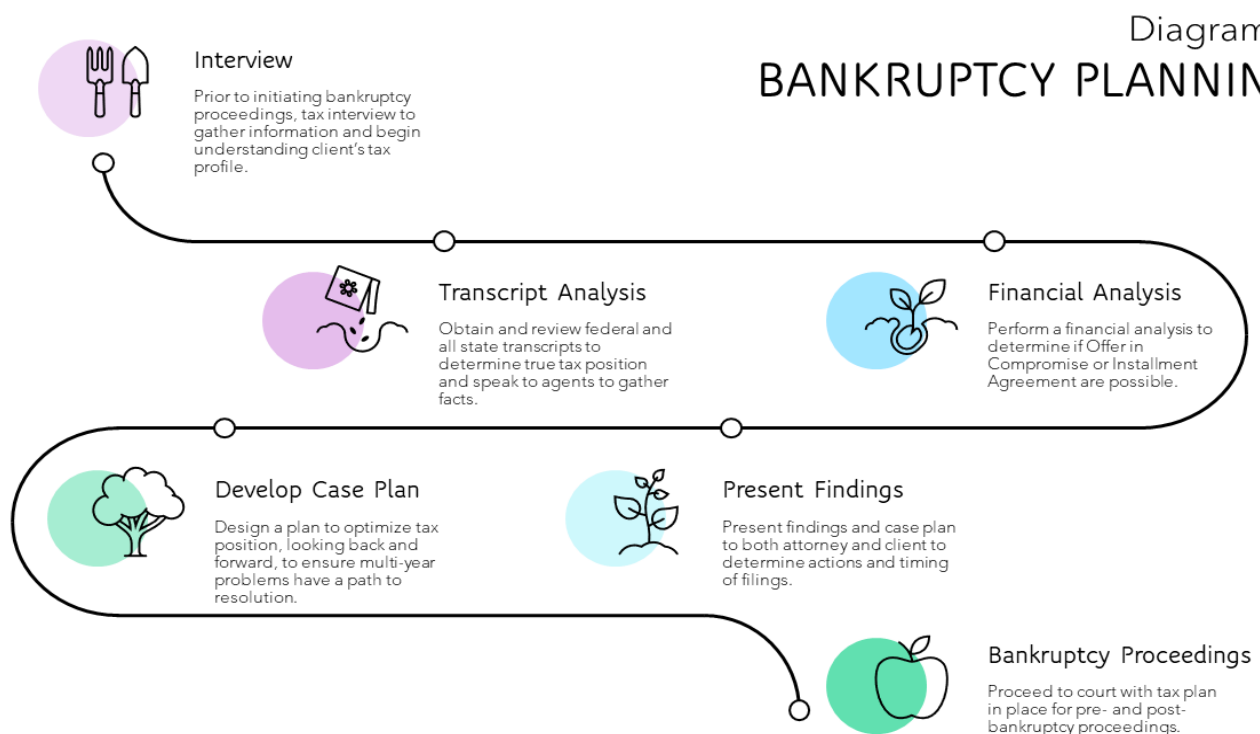 Diagram
BANKRUPTCY PLANNIN
Interview
Prior to initiating bankruptcy
proceedings, tax interview to
gather information and begin
understanding client's tax
profile.
Transcript Analysis
Obtain and review federal and
all state transcripts to
determine true tax position
and speak to agents to gather
facts.
Financial Analysis
Perform a financial analysis to
determine if Offer in
Compromise or Installment
Agreement are possible.
Develop Case Plan
Design a plan to optimize tax
position, looking back and
forward, to ensure multi-year
problems have a path to
resolution.
Present Findings
Present findings and case plan
to both attorney and client to
determine actions and timing
of filings.
Bankruptcy Proceedings
Proceed to court with tax plan
in place for pre- and post-
bankruptcy proceedings.